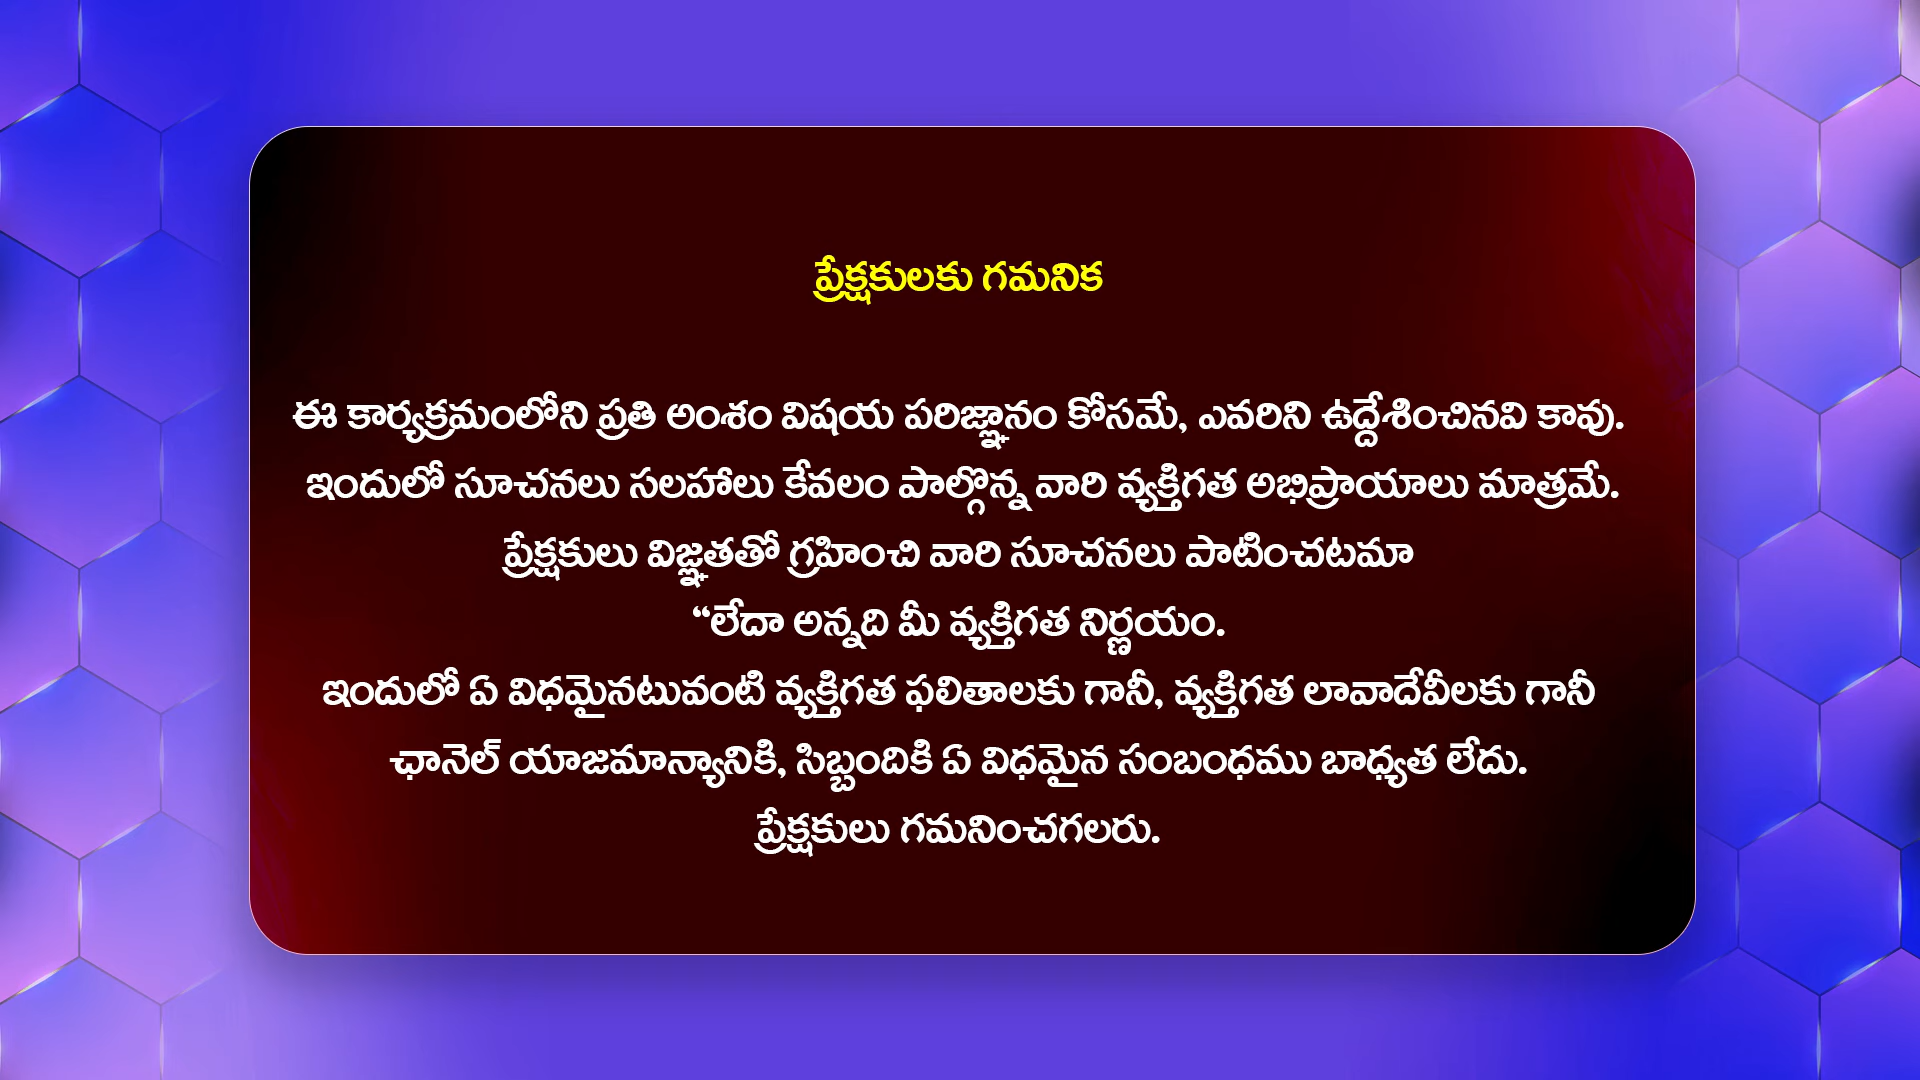 ప్రేక్షకులకు గమనిక
ఈ కార్యక్రమంలోని ప్రతి అంశం విషయ పరిజ్ఞానం కోసమే, ఎవరిని ఉద్దేశించినవి కావు.
ఇందులో సూచనలు సలహాలు కేవలం పాల్గొన్న వారి వ్యక్తిగత అభిప్రాయాలు మాత్రమే.
ప్రేక్షకులు విజ్ఞతతో గ్రహించి వారి సూచనలు పాటించటమా
“లేదా అన్నది మీ వ్యక్తిగత నిర్ణయం.
ఇందులో ఏ విధమైనటువంటి వ్యక్తిగత ఫలితాలకు గానీ, వ్యక్తిగత లావాదేవీలకు గానీ
ఛానెల్ యాజమాన్యానికి, సిబ్బందికి ఏ విధమైన సంబంధము బాధ్యత లేదు.
ప్రేక్షకులు గమనించగలరు.